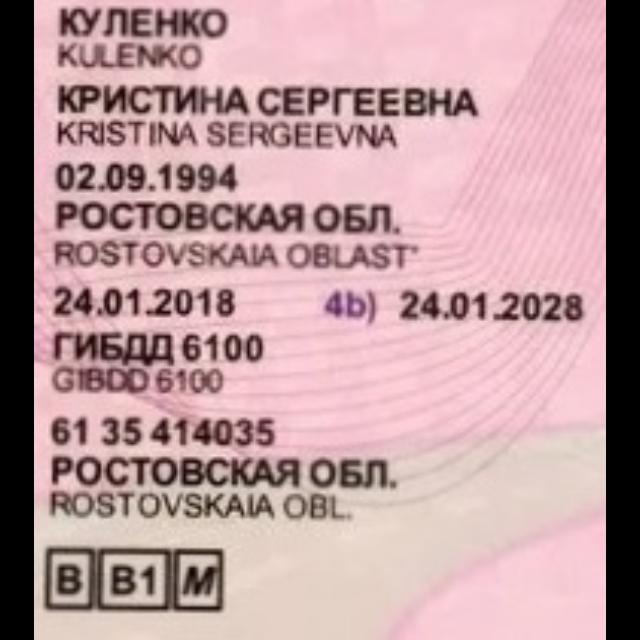 КУЛЕНКО
KULENKO
КРИСТИНА СЕРГЕЕВНА
KRISTINA SERGEEVNA
02.09.1994
РОСТОВСКАЯ ОБЛ.
ROSTOVSKAIA OBLAST'
24.01.2018 4b) 24.01.2028
ГИБДД 6100
GIBDD 6100
61 35 414035
РОСТОВСКАЯ ОБЛ.
ROSTOVSKAIA OBL.
B B1 M